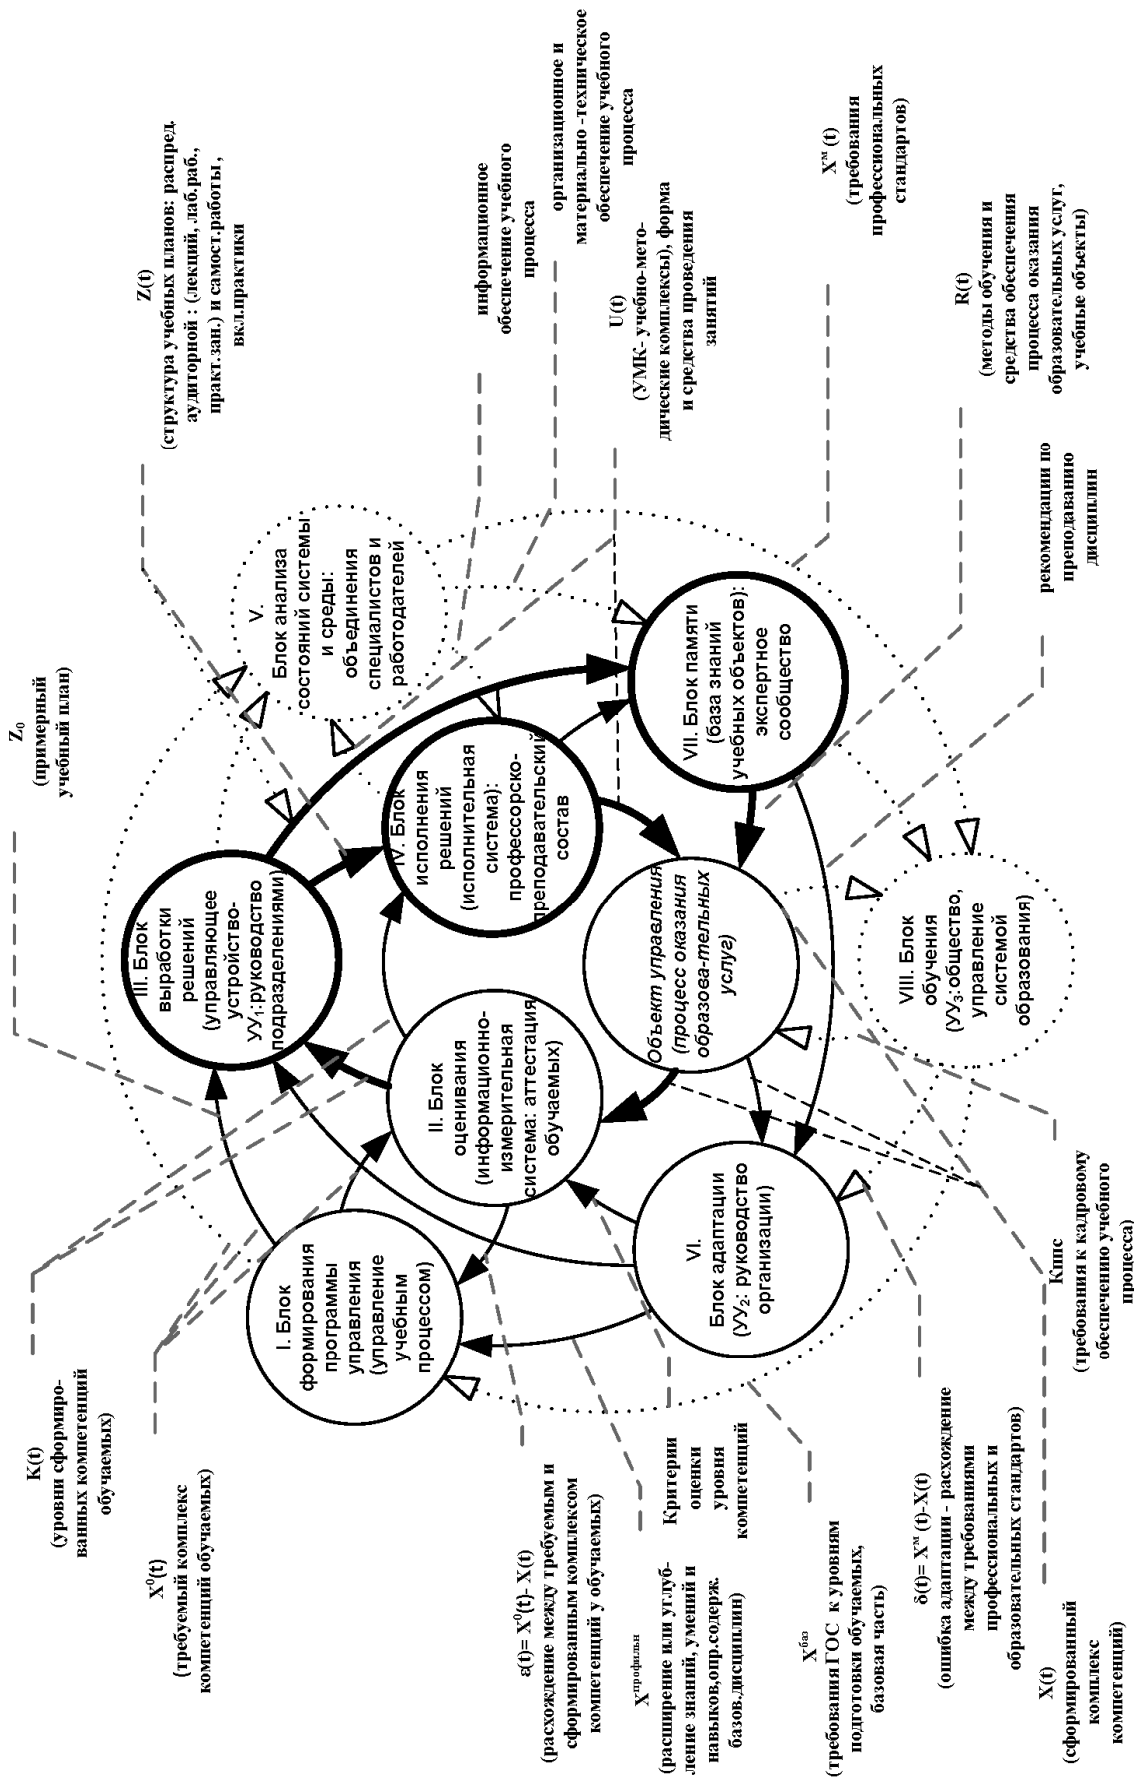 K(t)
(уровни сформиро-
ванных компетенций
обучаемых)
X⁰(t)
(требуемый комплекс
компетенций обучаемых)
ε(t)= X⁰(t)- X(t)
(расхождение между требуемым и
сформированным комплексом
компетенций у обучаемых)
Xпрофильн
(расширение или углуб-
ление знаний, умений и
навыков,опр.содерж.
базов.дисциплин)
Критерии
оценки
уровня
компетенций
Xбаз
(требования ГОС к уровням
подготовки обучаемых,
базовая часть)
δ(t)= Xᴹ (t)-X(t)
(ошибка адаптации - расхождение
между требованиями
профессиональных и
образовательных стандартов)
X(t)
(сформированный
комплекс
компетенций)
Kппс
(требования к кадровому
обеспечению учебного
процесса)
Z₀
(примерный
учебный план)
Z(t)
(структура учебных планов: распред.
аудиторной : (лекций, лаб.раб.,
практ.зан.) и самост.работы ,
вкл.практики
информационное
обеспечение учебного
процесса
организационное и
материально -техническое
обеспечение учебного
процесса
U(t)
(УМК- учебно-мето-
дические комплексы), форма
и средства проведения
занятий
Xᴹ (t)
(требования
профессиональных
стандартов)
R(t)
(методы обучения и
средства обеспечения
процесса оказания
образовательных услуг,
учебные объекты)
рекомендации по
преподаванию
дисциплин
I. Блок
формирования
программы
управления
(управление
учебным
процессом)
II. Блок
оценивания
(информационно-
измерительная
система: аттестация
обучаемых)
III. Блок
выработки
решений
(управляющее
устройство-
УУ₁:руководство
подразделениями)
IV. Блок
исполнения
решений
(исполнительная
система):
профессорско-
преподавательский
состав
V.
Блок анализа
состояний системы
и среды:
объединения
специалистов и
работодателей
VI.
Блок адаптации
(УУ₂: руководство
организации)
Объект управления
(процесс оказания
образова-тельных
услуг)
VII. Блок памяти
(база знаний
учебных объектов):
экспертное
сообщество
VIII. Блок
обучения
(УУ₃:общество,
управление
системой
образования)